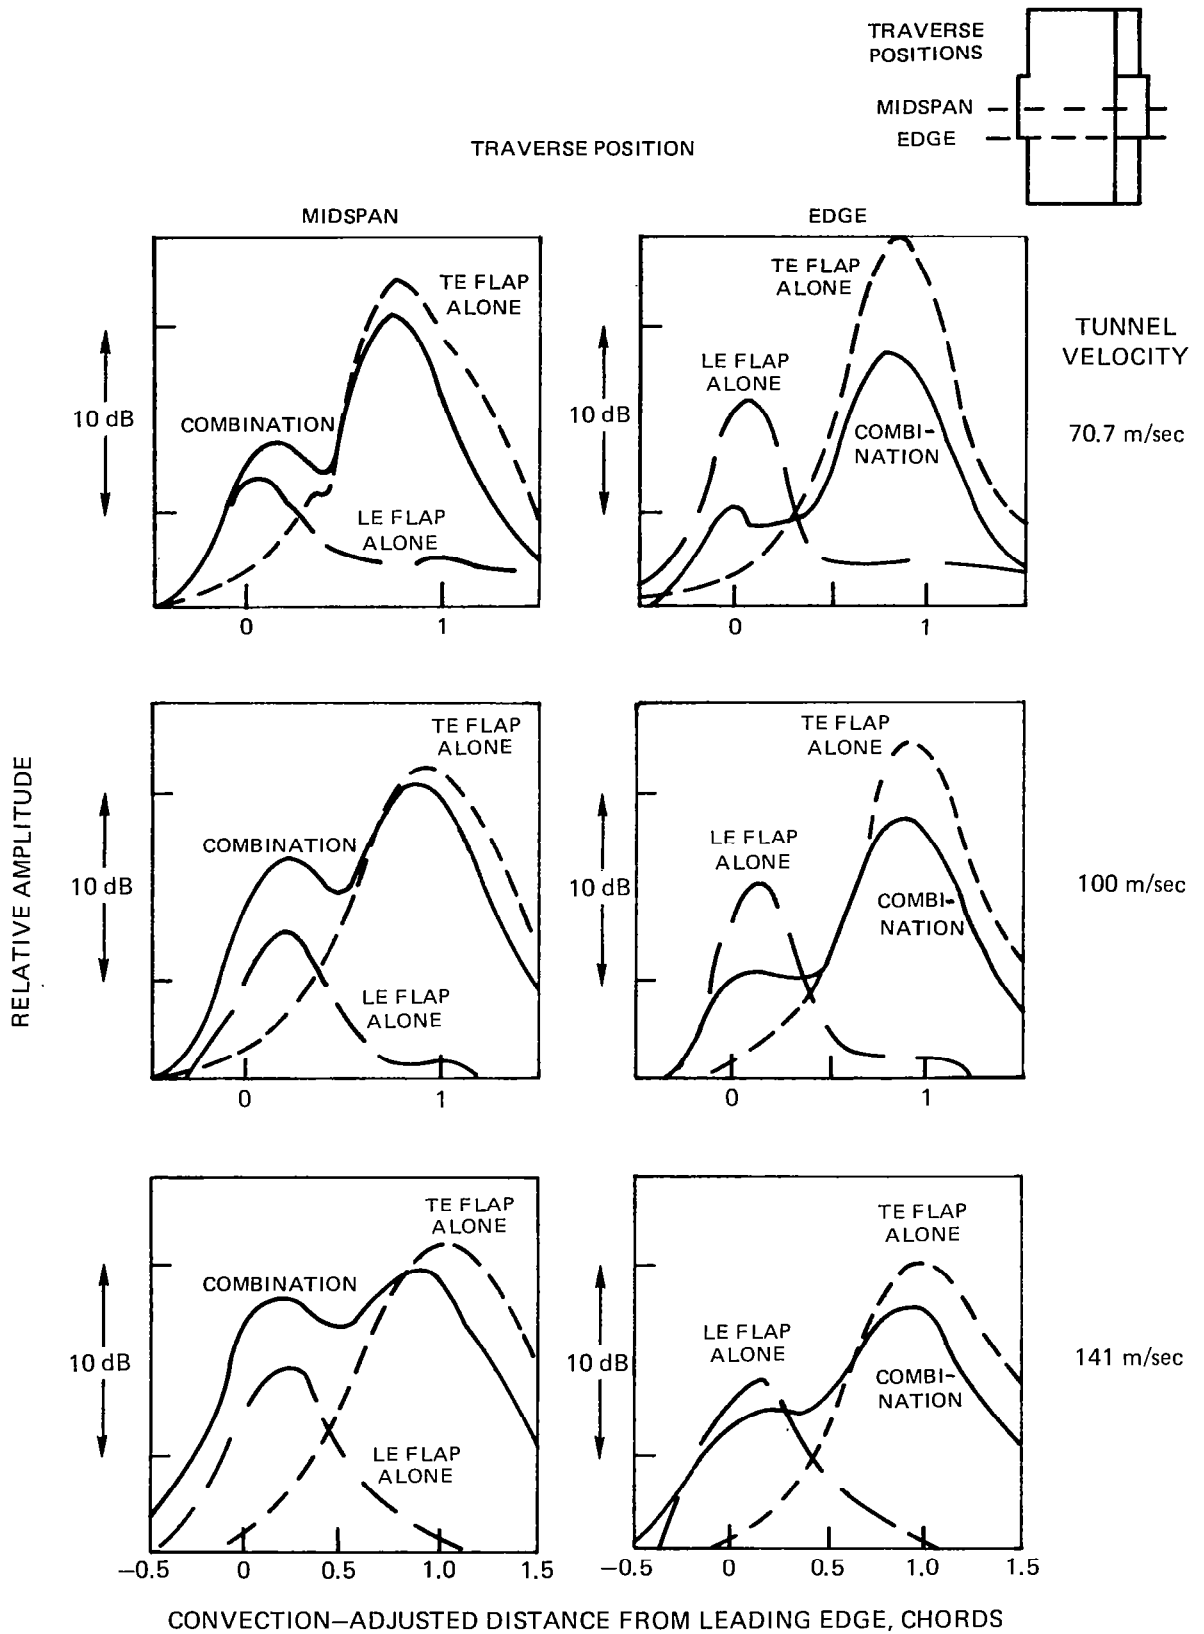 TRAVERSE
POSITIONS
MIDSPAN
EDGE
TRAVERSE POSITION
MIDSPAN
EDGE
TE FLAP
ALONE
COMBINATION
LE FLAP
ALONE
10 dB
0
1
TE FLAP
ALONE
LE FLAP
ALONE
COMBI-
NATION
10 dB
0
1
TUNNEL
VELOCITY
70.7 m/sec
RELATIVE AMPLITUDE
TE FLAP
ALONE
COMBINATION
10 dB
LE FLAP
ALONE
0
1
TE FLAP
ALONE
LE FLAP
ALONE
10 dB
COMBI-
NATION
0
1
100 m/sec
TE FLAP
ALONE
COMBINATION
10 dB
LE FLAP
ALONE
−0.5
0
0.5
1.0
1.5
TE FLAP
ALONE
LE FLAP
ALONE
10 dB
COMBI-
NATION
−0.5
0
0.5
1.0
1.5
141 m/sec
CONVECTION—ADJUSTED DISTANCE FROM LEADING EDGE, CHORDS